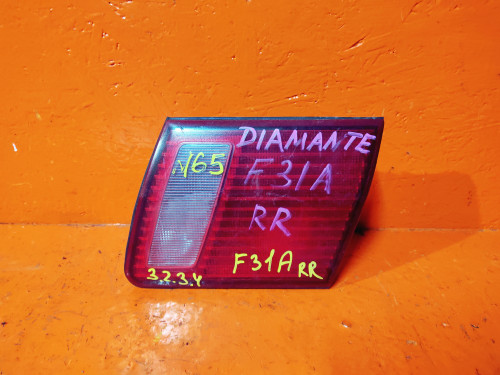 DIAMANTE
N65
F31A
RR
F31A RR
3.2.3.4